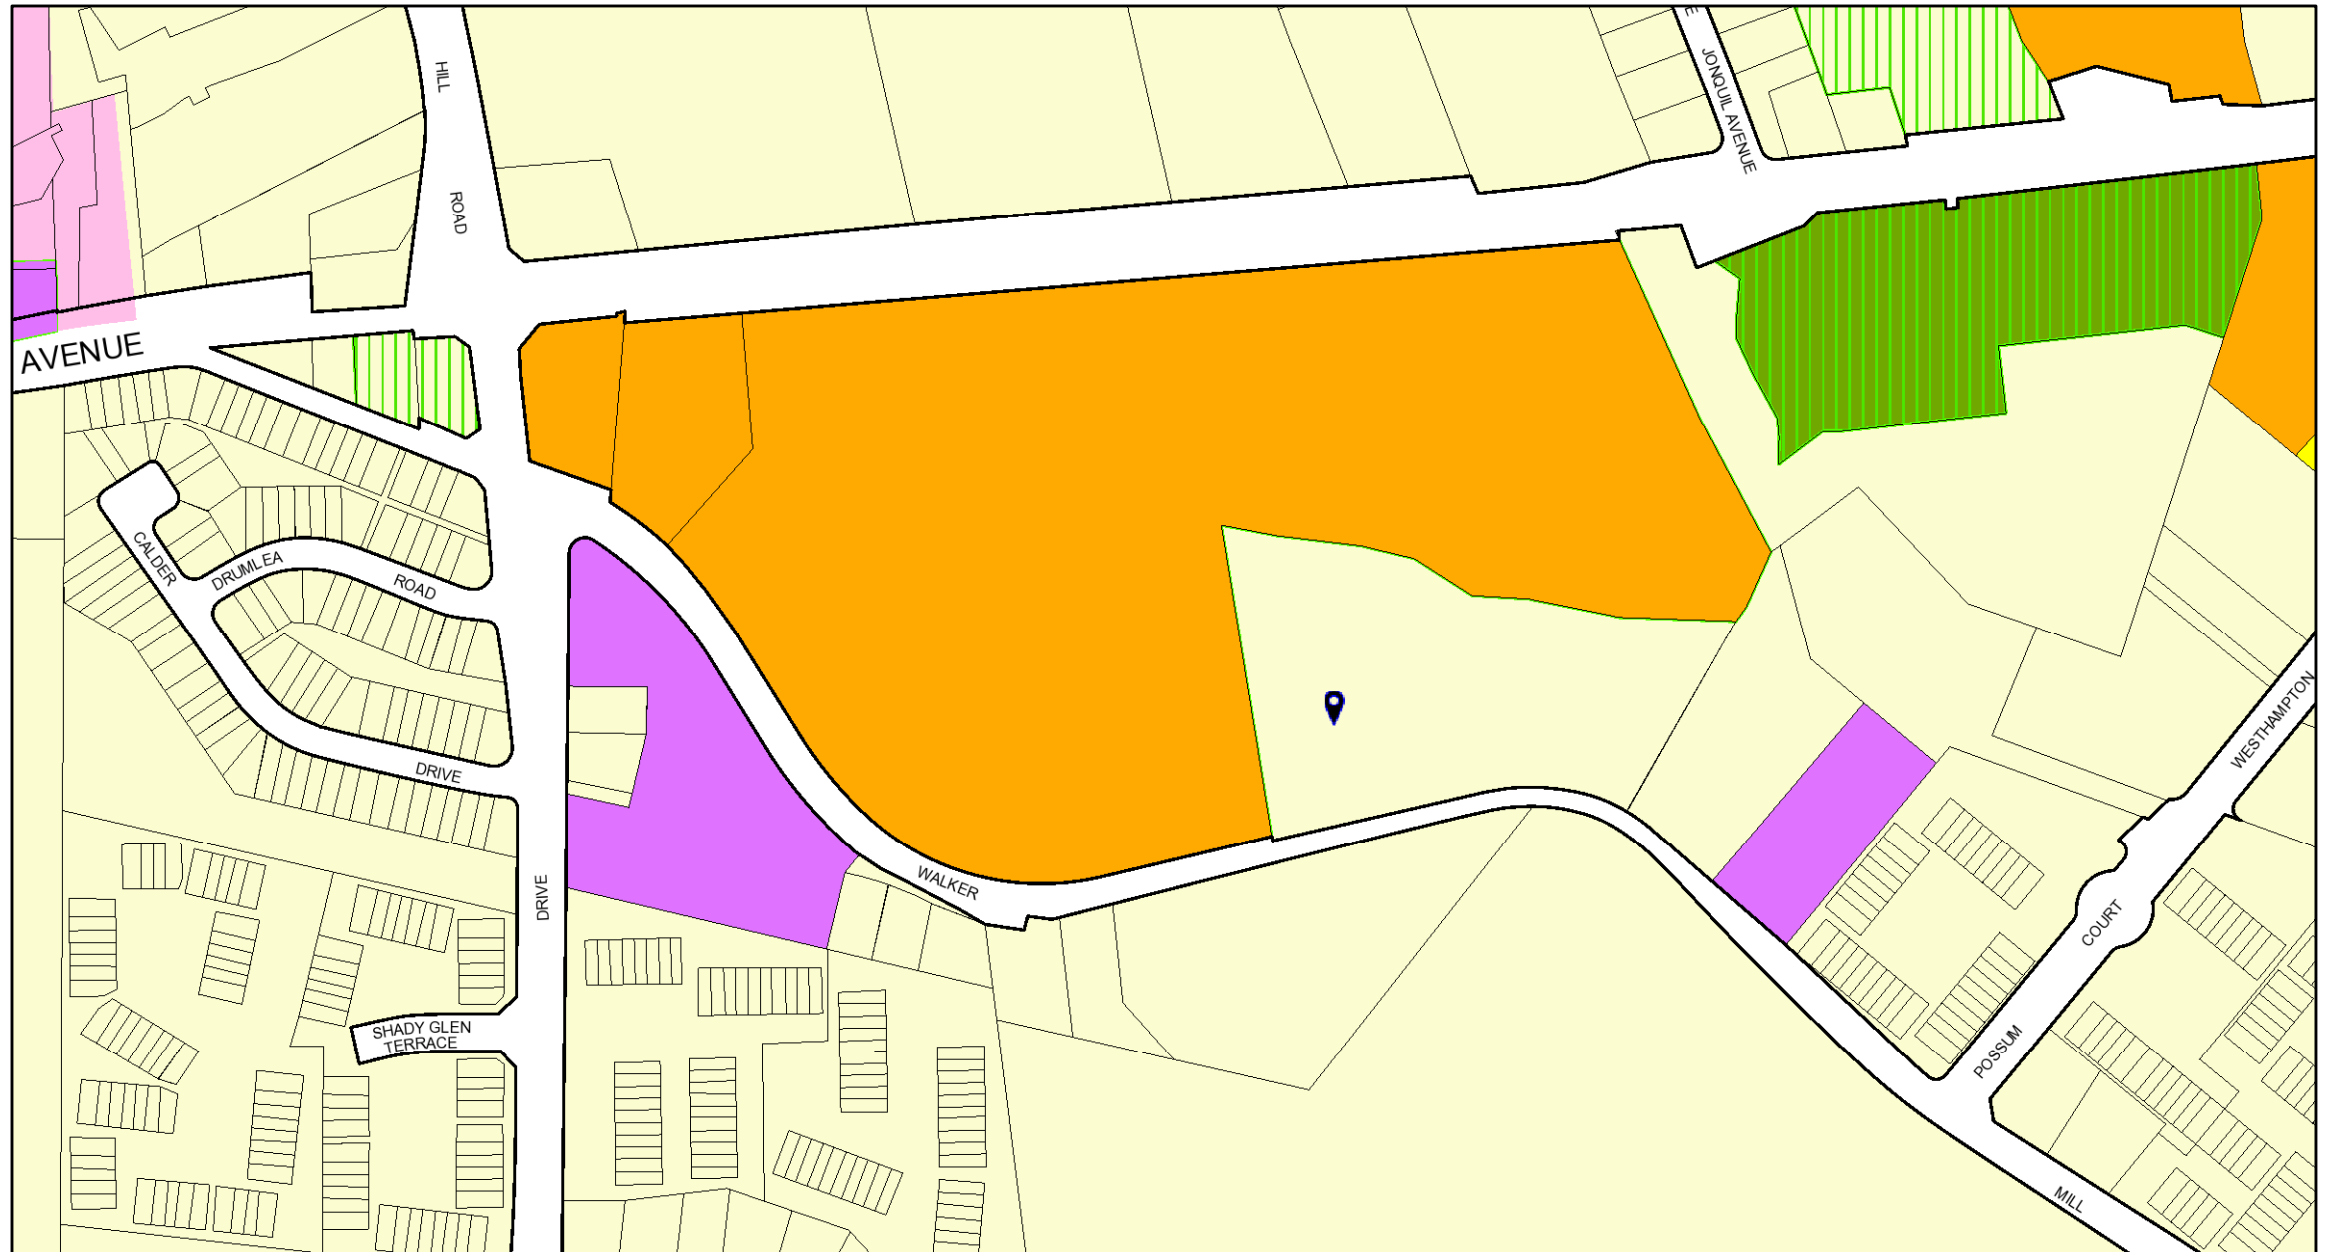 HILL
E
JONQUIL AVENUE
ROAD
AVENUE
CALDER
DRUMLEA
ROAD
WESTHAMPTON
DRIVE
DRIVE
WALKER
COURT
SHADY GLEN
TERRACE
POSSUM
MILL